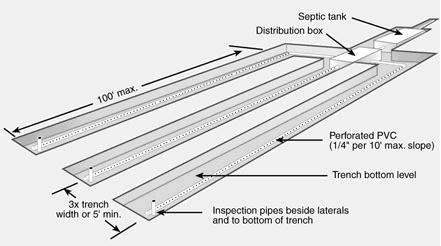 Septic tank
Distribution box
100' max.
Perforated PVC
(1/4" per 10' max. slope)
Trench bottom level
3x trench
width or 5' min.
Inspection pipes beside laterals
and to bottom of trench